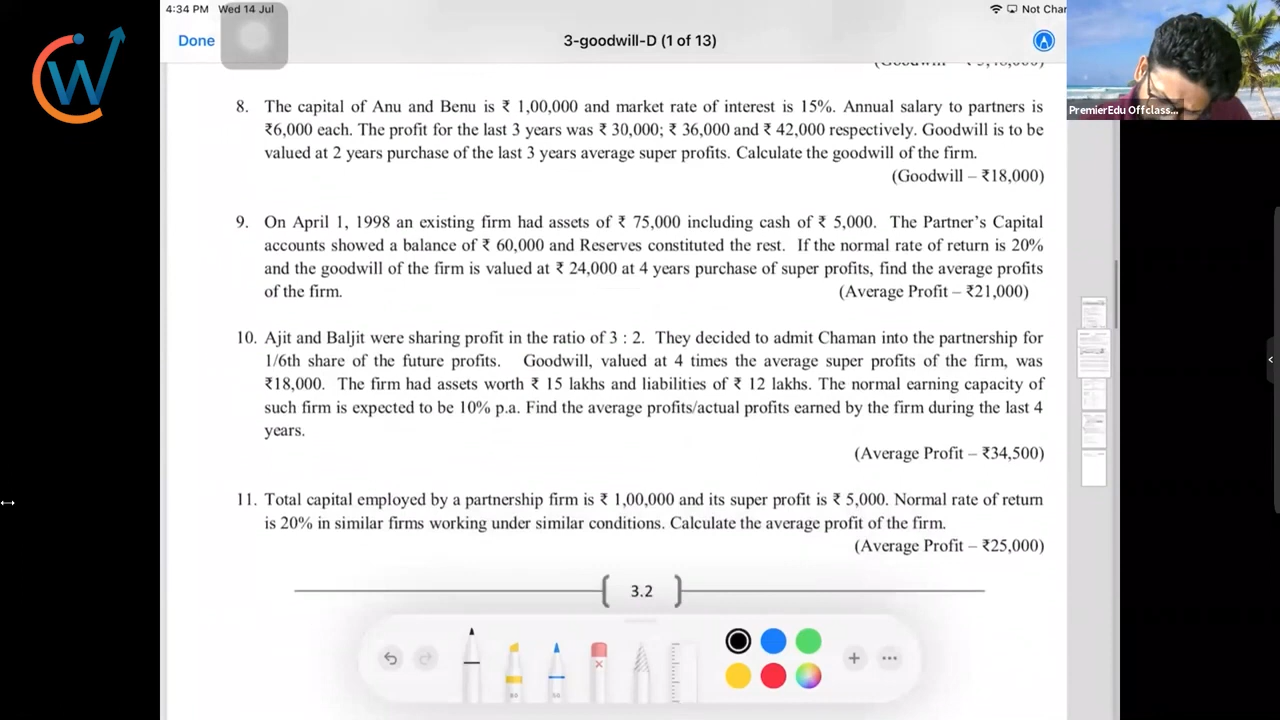 4:34 PM Wed 14 Jul
Not Char
Done
3-goodwill-D (1 of 13)
W
PremierEdu Offclass...
8. The capital of Anu and Benu is ₹ 1,00,000 and market rate of interest is 15%. Annual salary to partners is
₹6,000 each. The profit for the last 3 years was ₹ 30,000; ₹ 36,000 and ₹ 42,000 respectively. Goodwill is to be
valued at 2 years purchase of the last 3 years average super profits. Calculate the goodwill of the firm.
(Goodwill – ₹18,000)
9. On April 1, 1998 an existing firm had assets of ₹ 75,000 including cash of ₹ 5,000. The Partner's Capital
accounts showed a balance of ₹ 60,000 and Reserves constituted the rest. If the normal rate of return is 20%
and the goodwill of the firm is valued at ₹ 24,000 at 4 years purchase of super profits, find the average profits
of the firm. (Average Profit – ₹21,000)
10. Ajit and Baljit were sharing profit in the ratio of 3 : 2. They decided to admit Chaman into the partnership for
1/6th share of the future profits. Goodwill, valued at 4 times the average super profits of the firm, was
₹18,000. The firm had assets worth ₹ 15 lakhs and liabilities of ₹ 12 lakhs. The normal earning capacity of
such firm is expected to be 10% p.a. Find the average profits/actual profits earned by the firm during the last 4
years.
(Average Profit – ₹34,500)
11. Total capital employed by a partnership firm is ₹ 1,00,000 and its super profit is ₹ 5,000. Normal rate of return
is 20% in similar firms working under similar conditions. Calculate the average profit of the firm.
(Average Profit – ₹25,000)
3.2